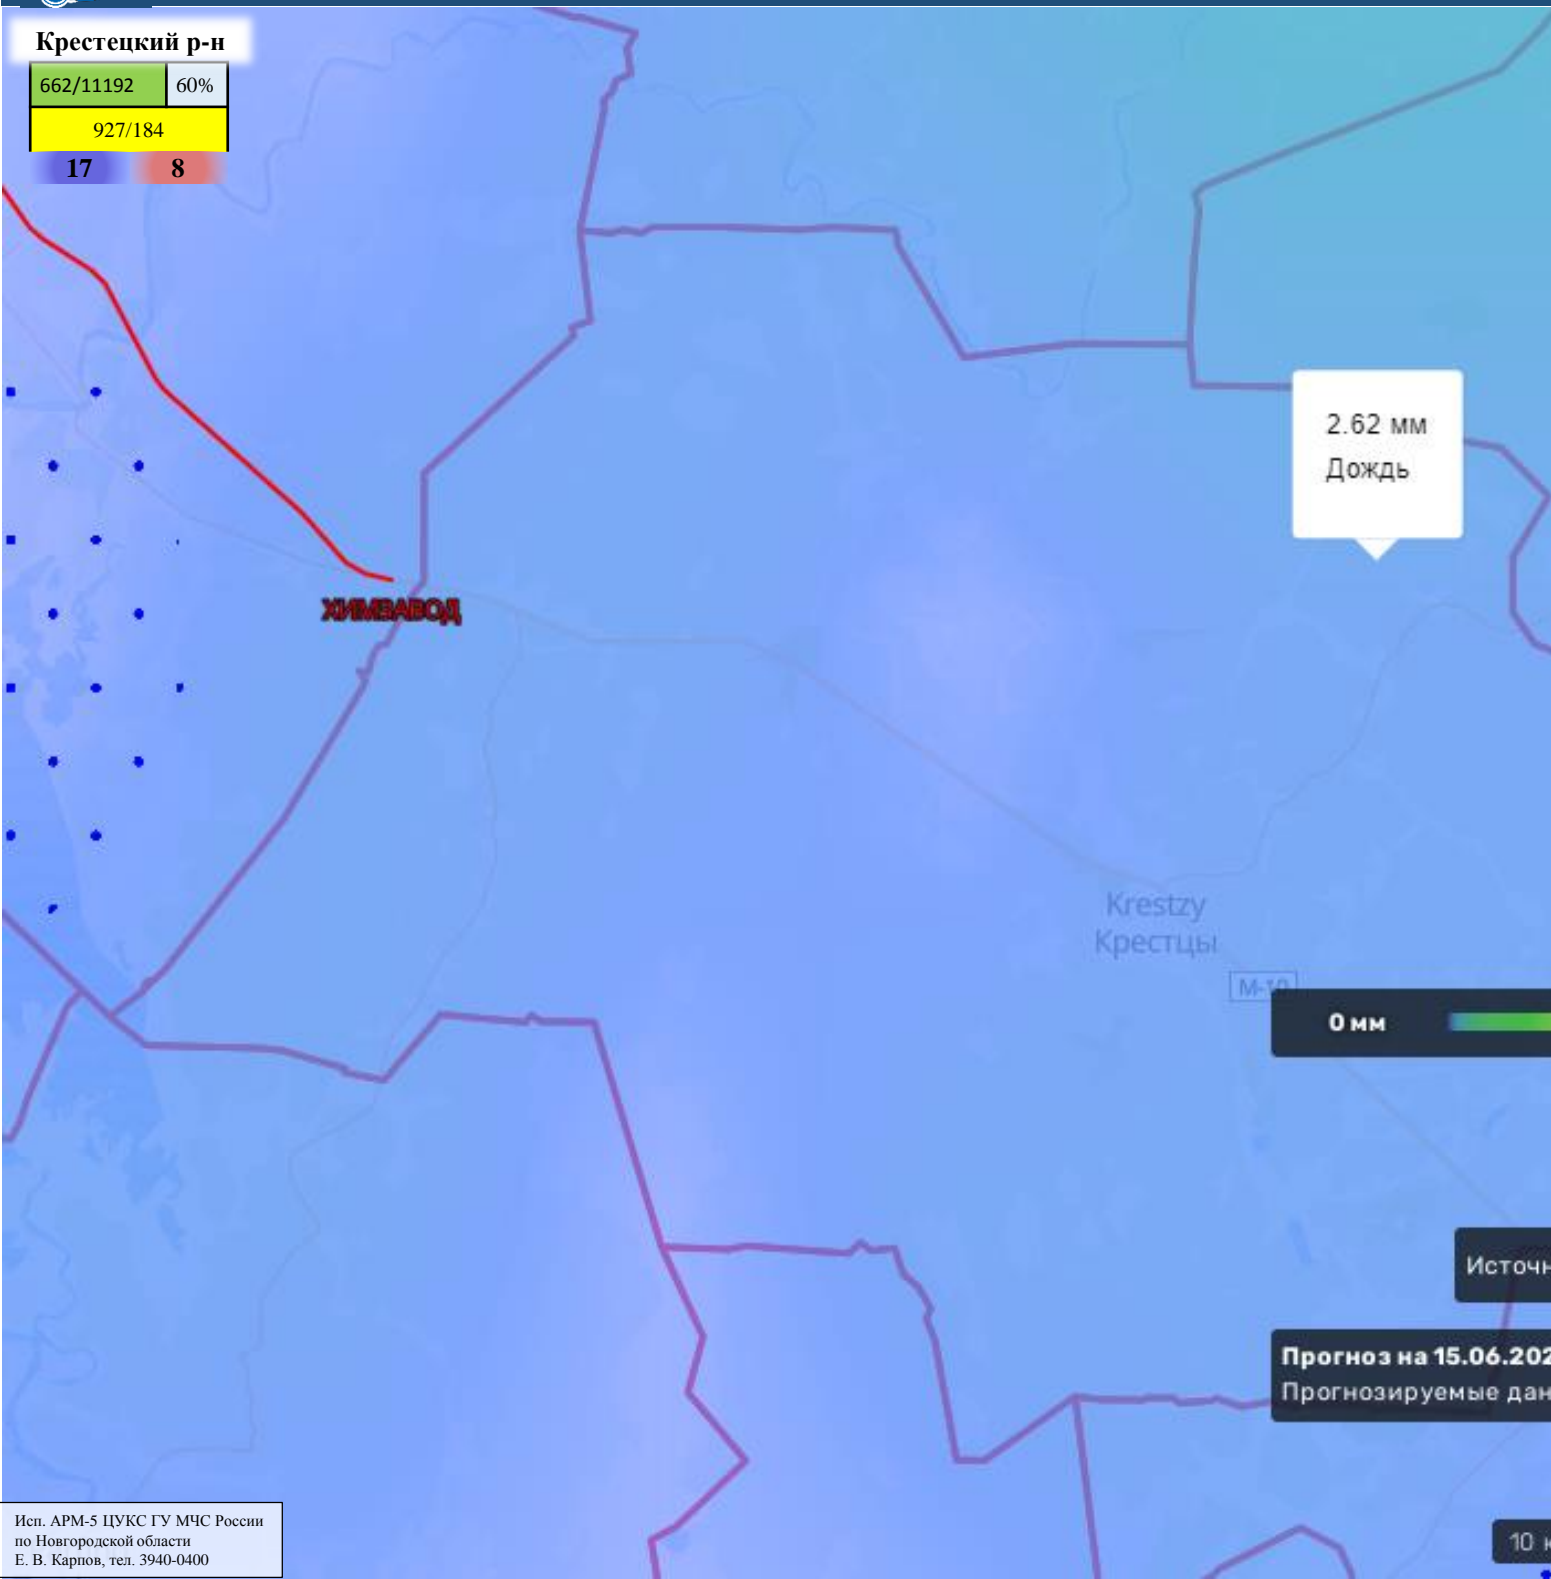 Крестецкий р-н
662/11192 60%
927/184
17 8
2.62 мм
Дождь
ХИМЗАВОД
Krestzy
Крестцы
М-10
0 мм
Источн
Прогноз на 15.06.202
Прогнозируемые дан
Исп. АРМ-5 ЦУКС ГУ МЧС России
по Новгородской области
Е. В. Карпов, тел. 3940-0400
10 к